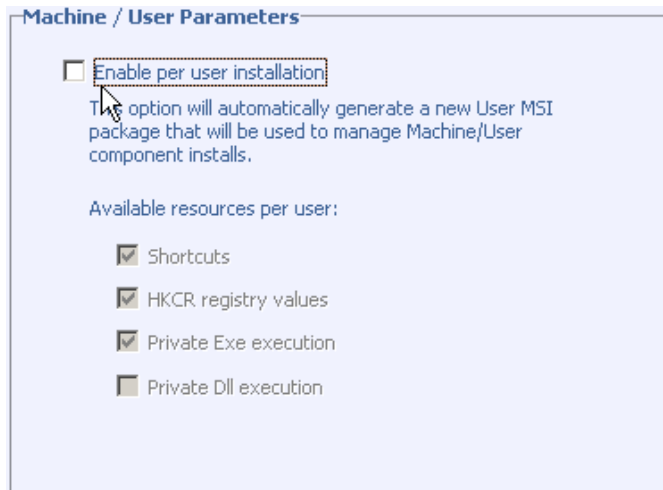 Machine / User Parameters
Enable per user installation
This option will automatically generate a new User MSI
package that will be used to manage Machine/User
component installs.
Available resources per user:
Shortcuts
HKCR registry values
Private Exe execution
Private Dll execution